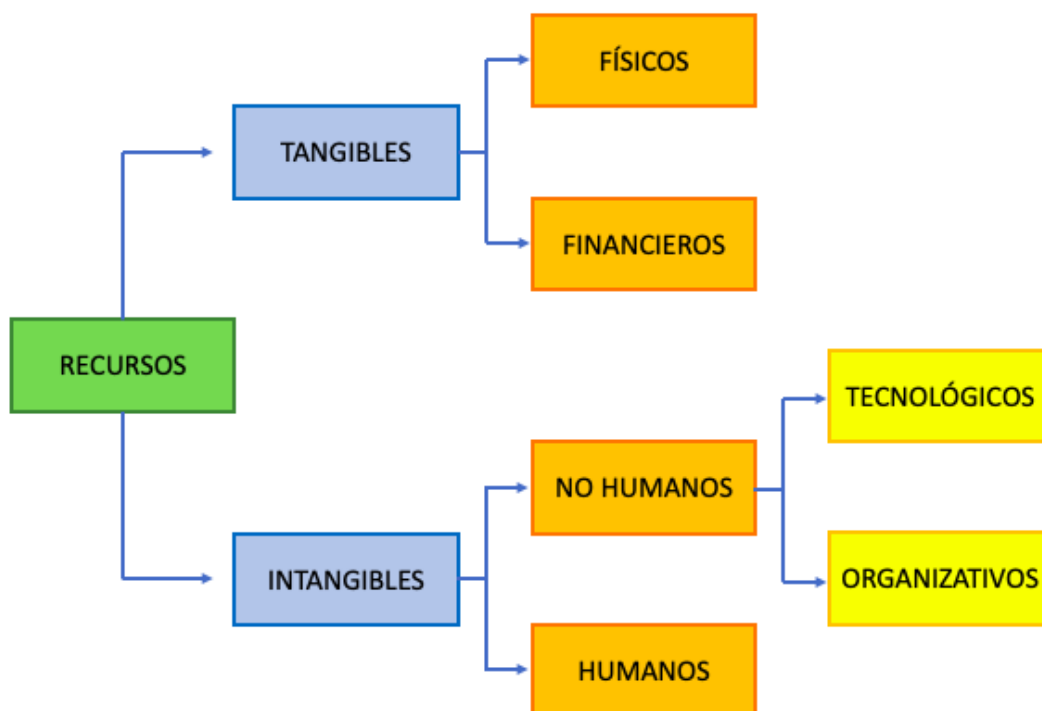 FÍSICOS
TANGIBLES
FINANCIEROS
RECURSOS
TECNOLÓGICOS
NO HUMANOS
INTANGIBLES
ORGANIZATIVOS
HUMANOS